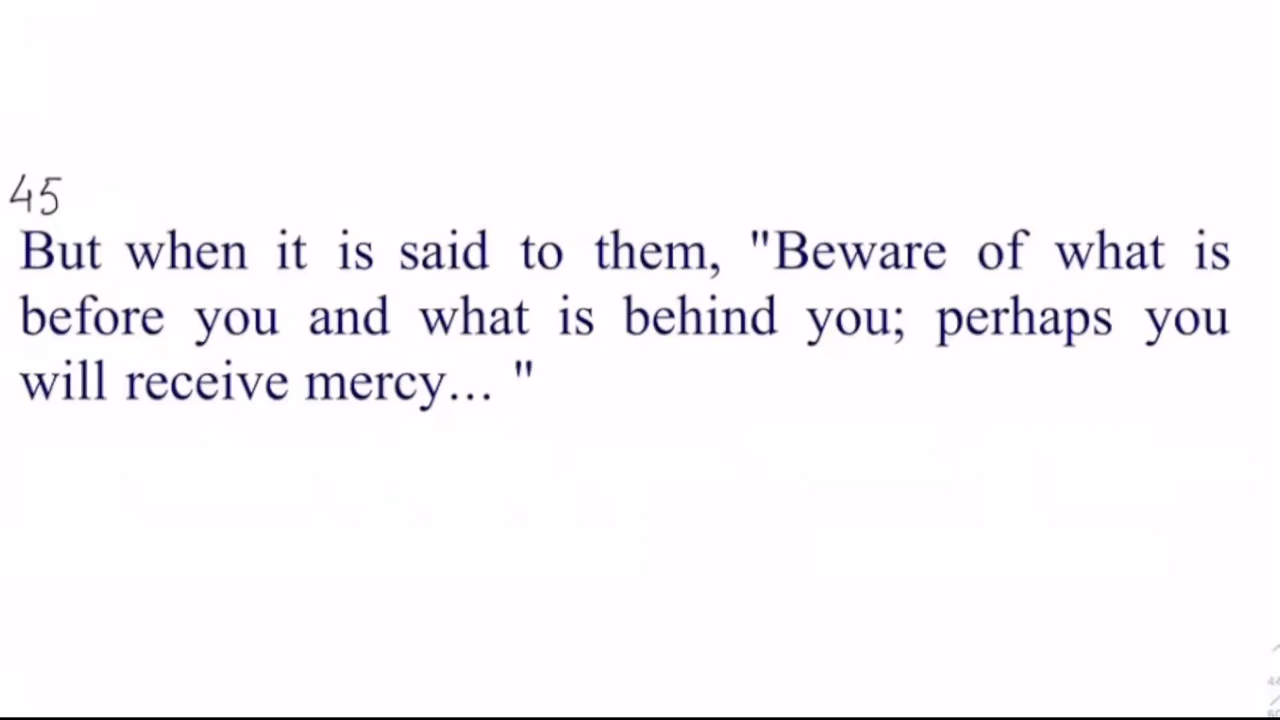 45
But when it is said to them, "Beware of what is
before you and what is behind you; perhaps you
will receive mercy... "